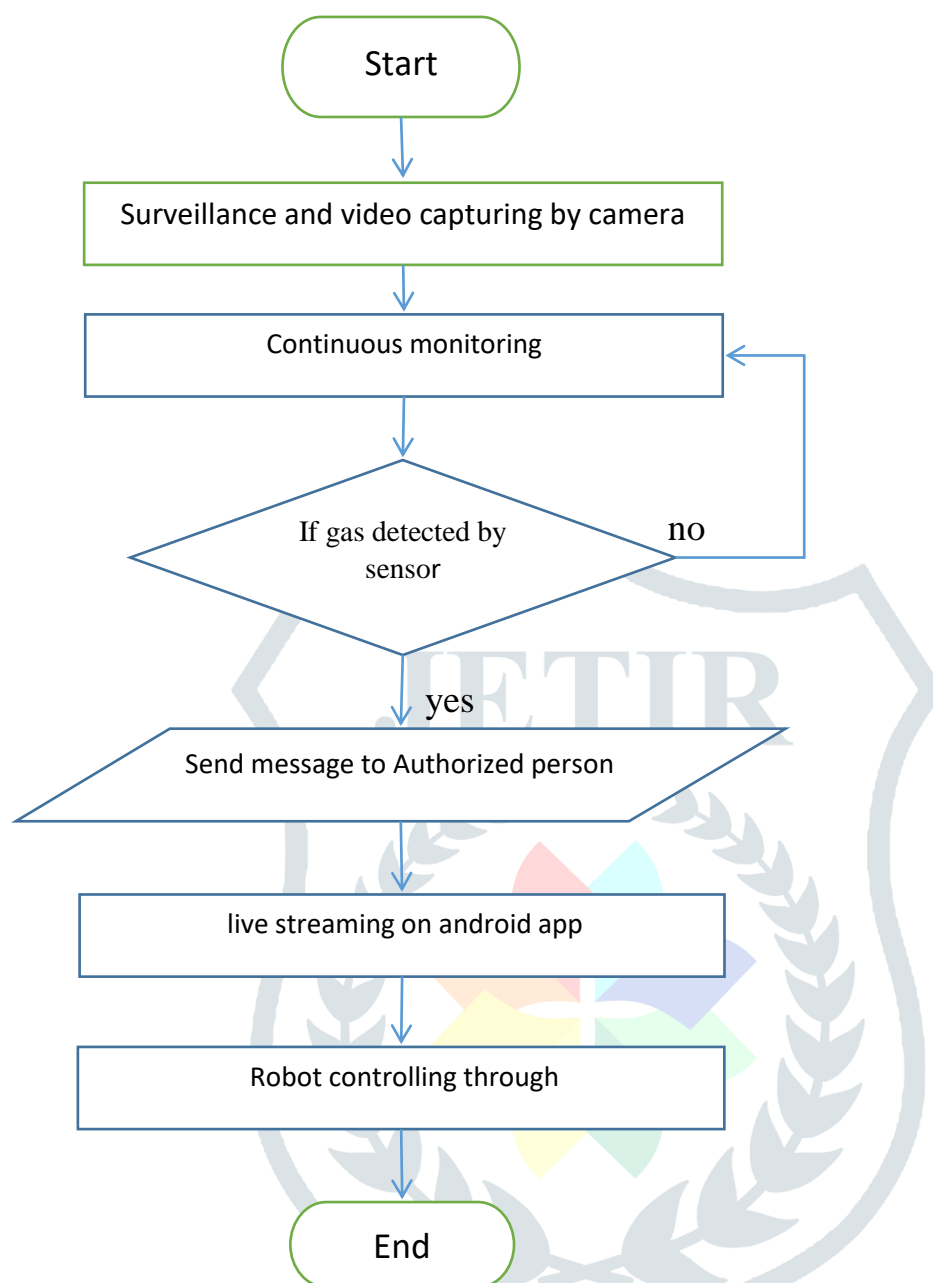 Start
Surveillance and video capturing by camera
Continuous monitoring
If gas detected by
sensor
no
yes
JETIR
Send message to Authorized person
live streaming on android app
Robot controlling through
End